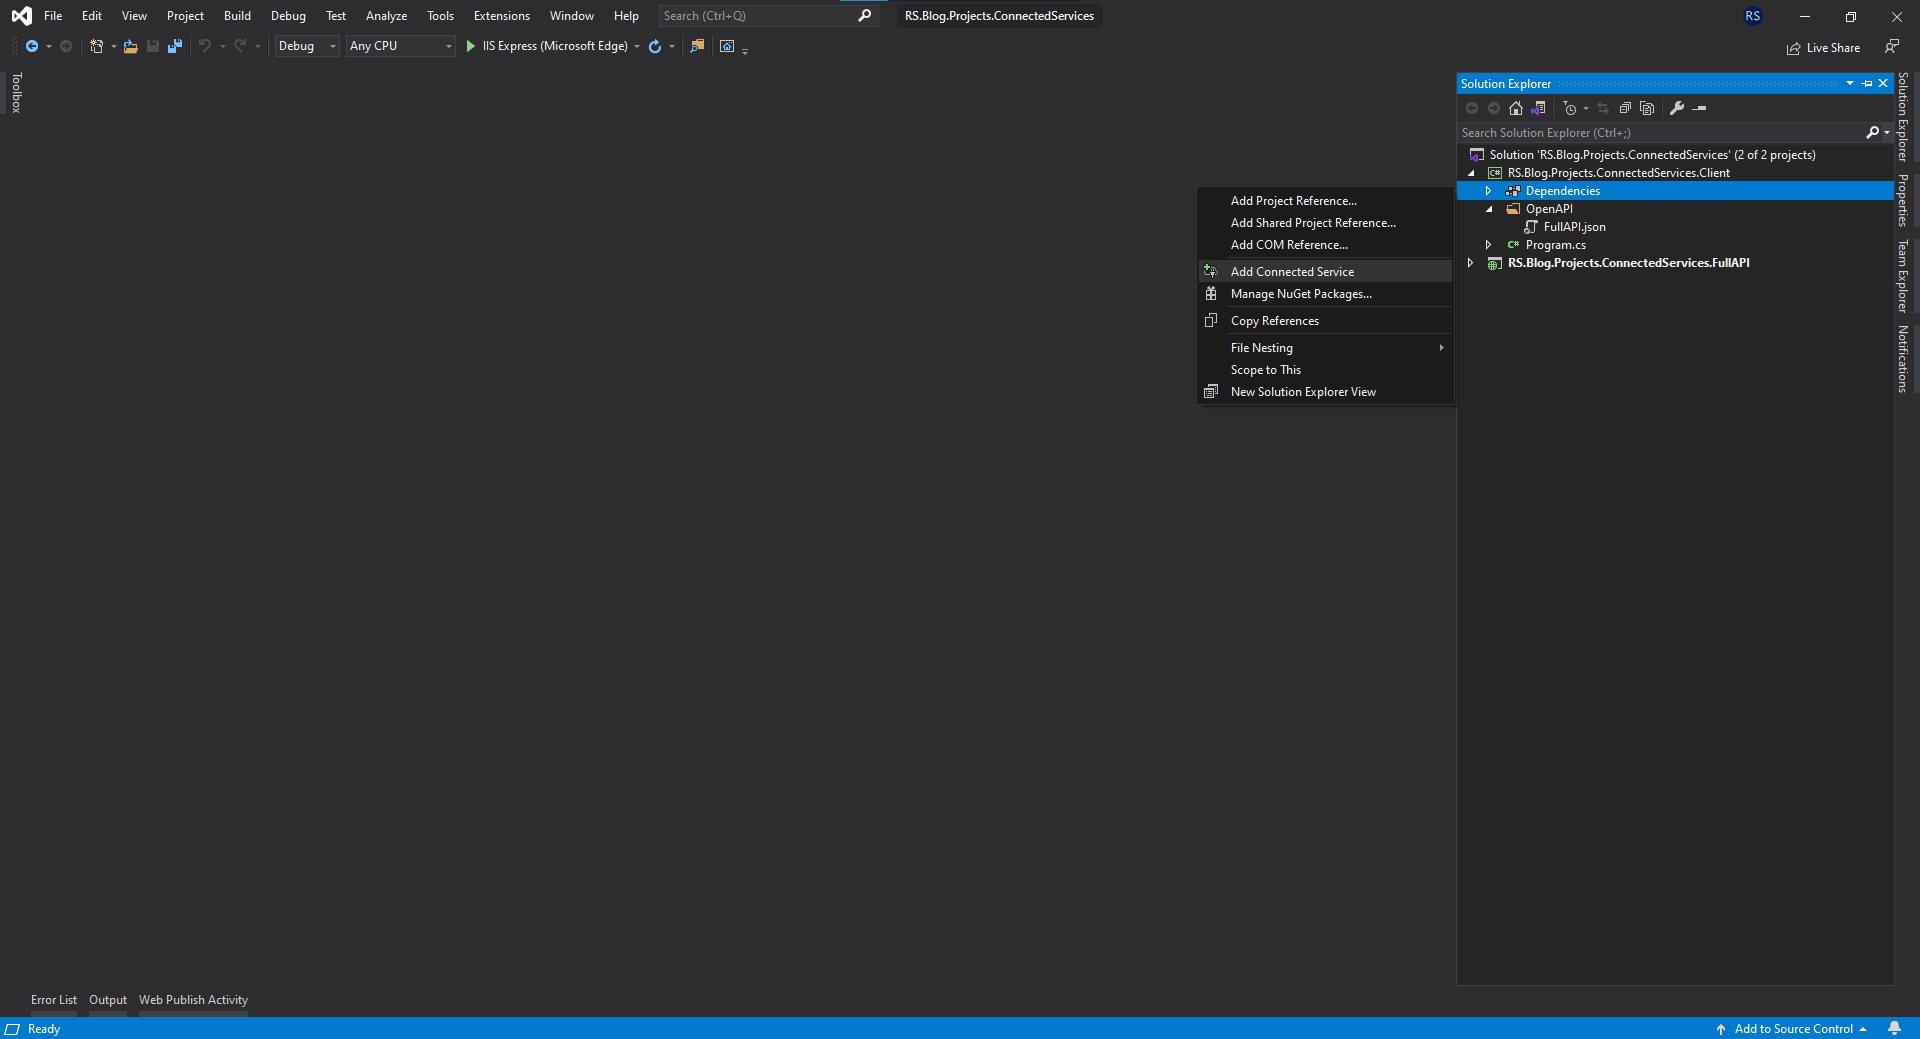 File Edit View Project Build Debug Test Analyze Tools Extensions Window Help Search (Ctrl+Q) RS.Blog.Projects.ConnectedServices RS
Debug Any CPU IIS Express (Microsoft Edge) Live Share
Toolbox
Solution Explorer
Search Solution Explorer (Ctrl+;)
Solution 'RS.Blog.Projects.ConnectedServices' (2 of 2 projects)
C# RS.Blog.Projects.ConnectedServices.Client
Dependencies
OpenAPI
FullAPI.json
C# Program.cs
RS.Blog.Projects.ConnectedServices.FullAPI
Add Project Reference...
Add Shared Project Reference...
Add COM Reference...
Add Connected Service
Manage NuGet Packages...
Copy References
File Nesting
Scope to This
New Solution Explorer View
Solution Explorer
Properties
Team Explorer
Notifications
Error List Output Web Publish Activity
Ready Add to Source Control